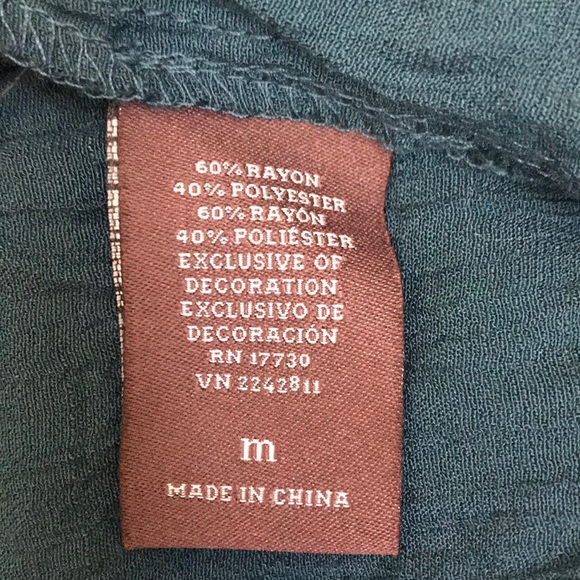 60% RAYON
40% POLYESTER
60% RAYÓN
40% POLIÉSTER
EXCLUSIVE OF
DECORATION
EXCLUSIVO DE
DECORACIÓN
RN 17730
VN 2242811
m
MADE IN CHINA